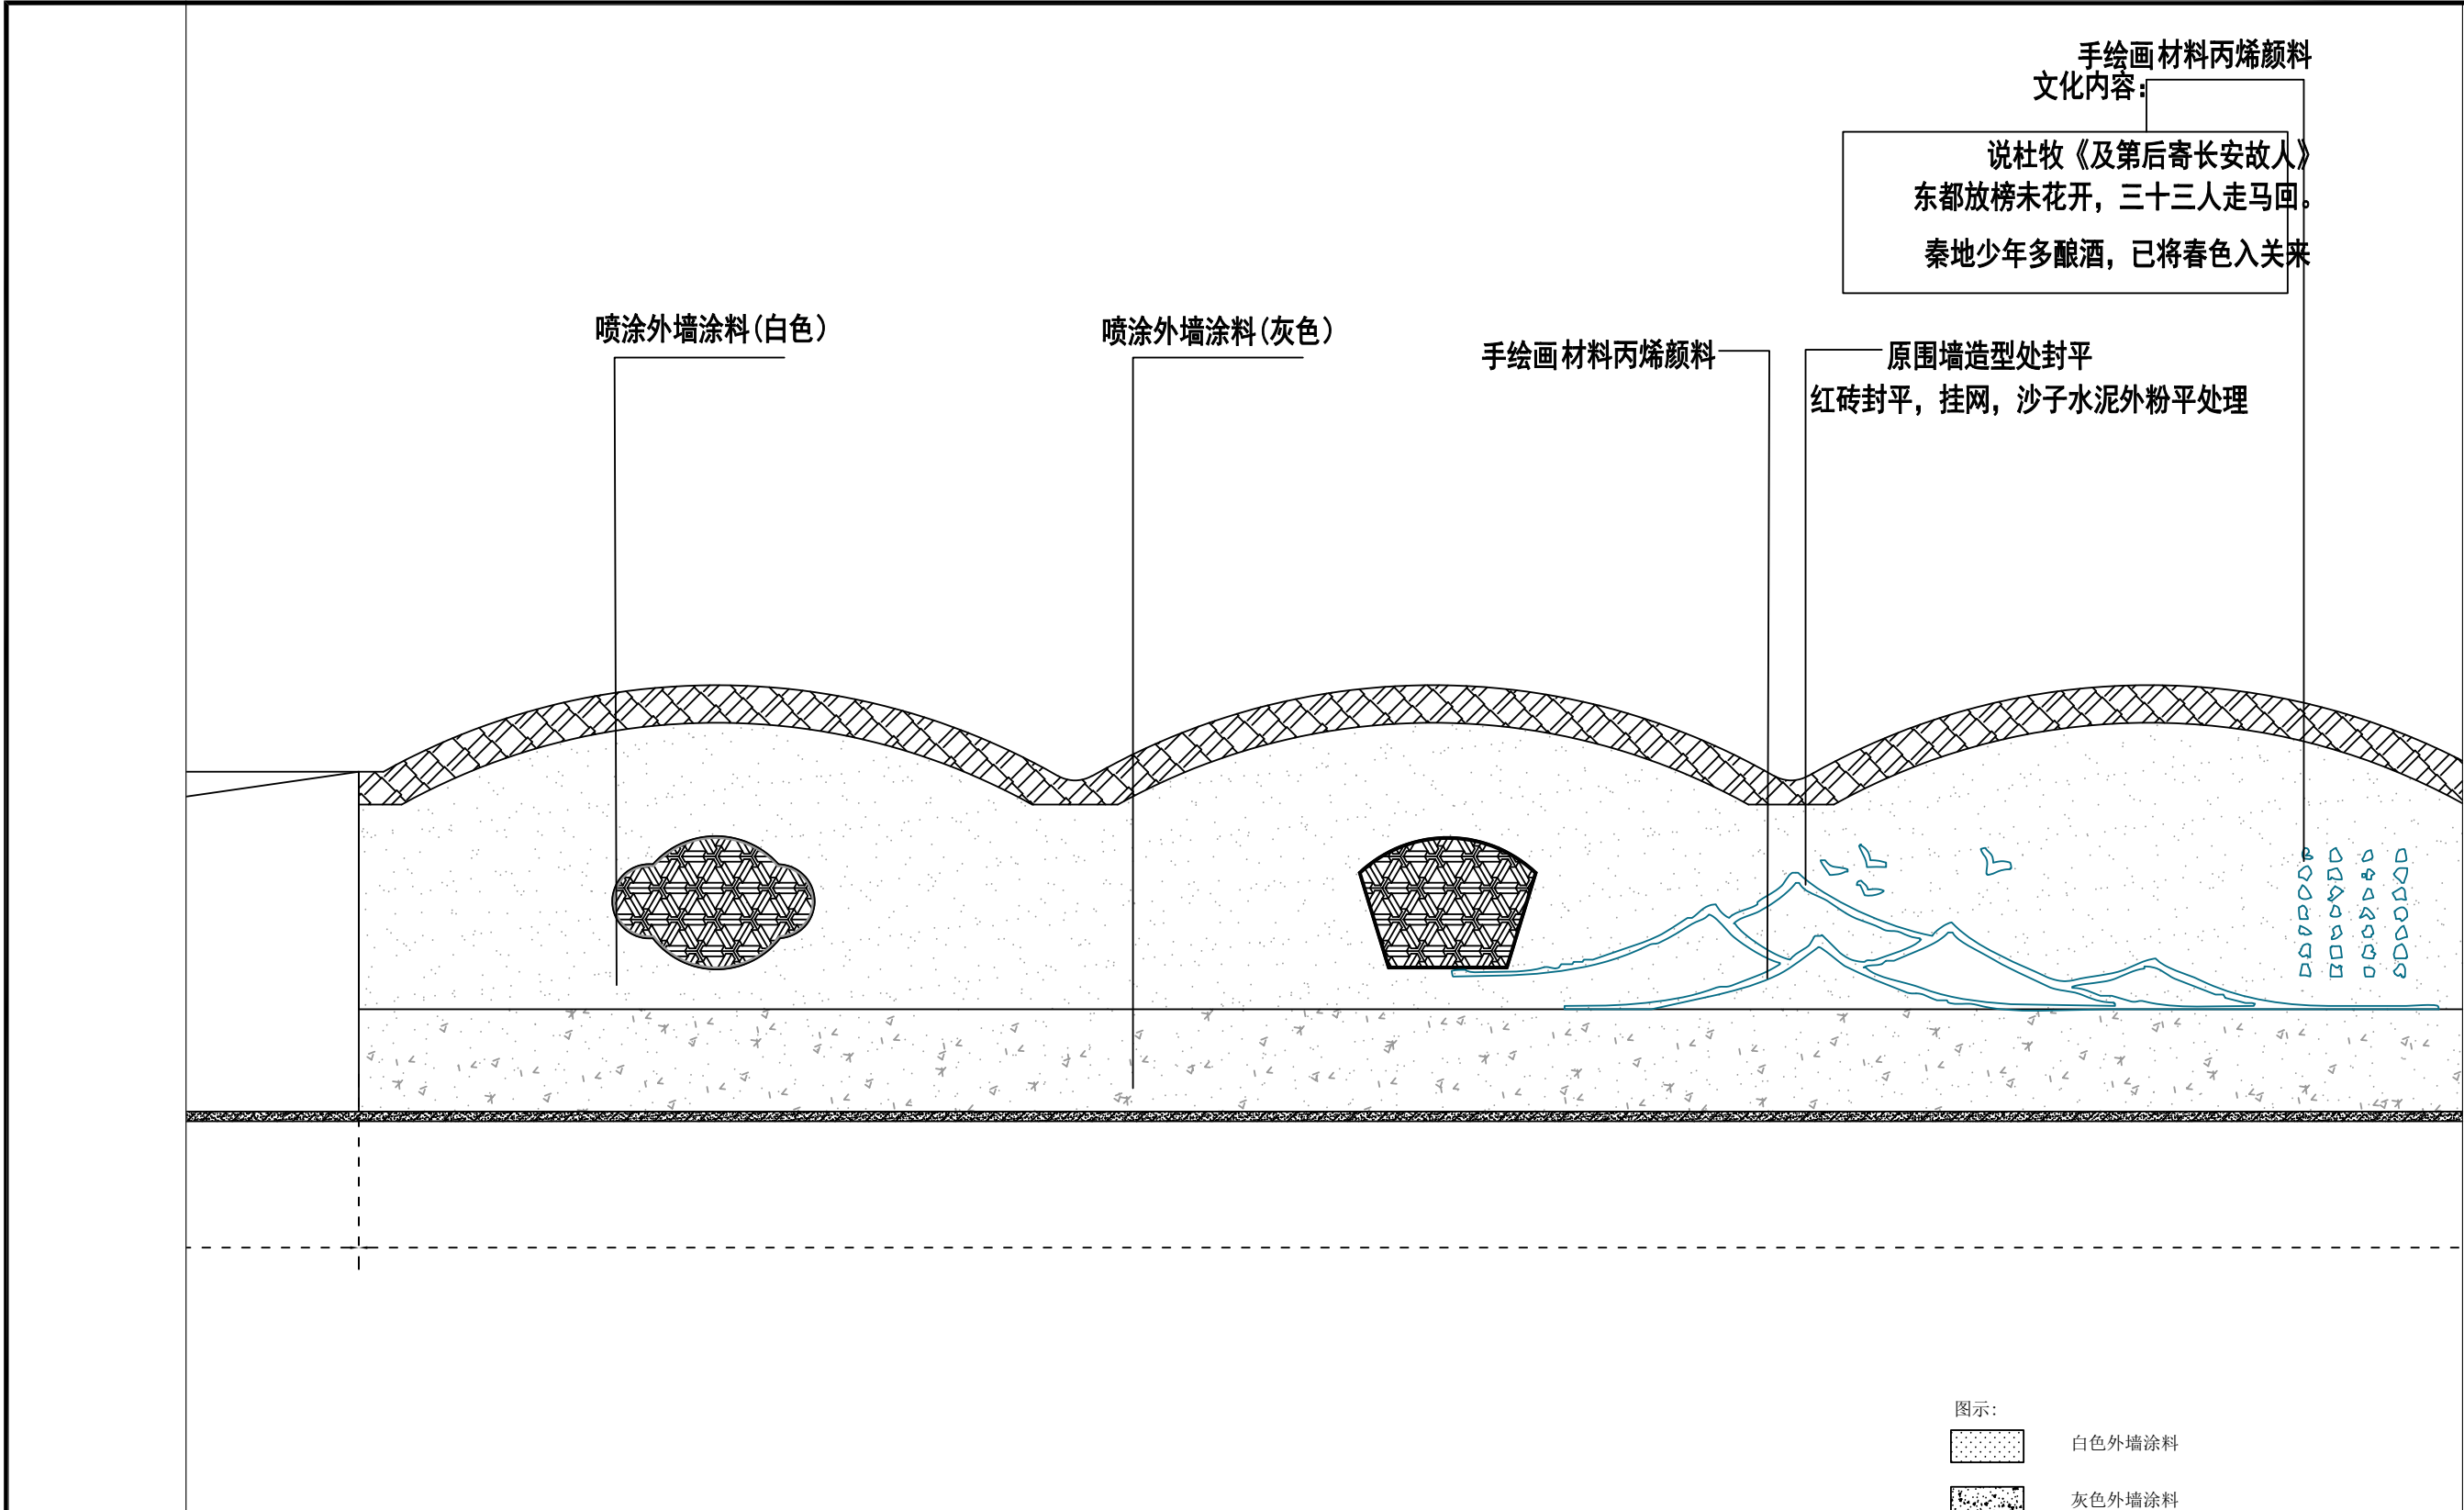 手绘画材料丙烯颜料
文化内容：
说杜牧《及第后寄长安故人》
东都放榜未花开，三十三人走马回。
秦地少年多酿酒，已将春色入关来
喷涂外墙涂料(白色)
喷涂外墙涂料(灰色)
手绘画材料丙烯颜料
原围墙造型处封平
红砖封平，挂网，沙子水泥外粉平处理
图示：
白色外墙涂料
灰色外墙涂料